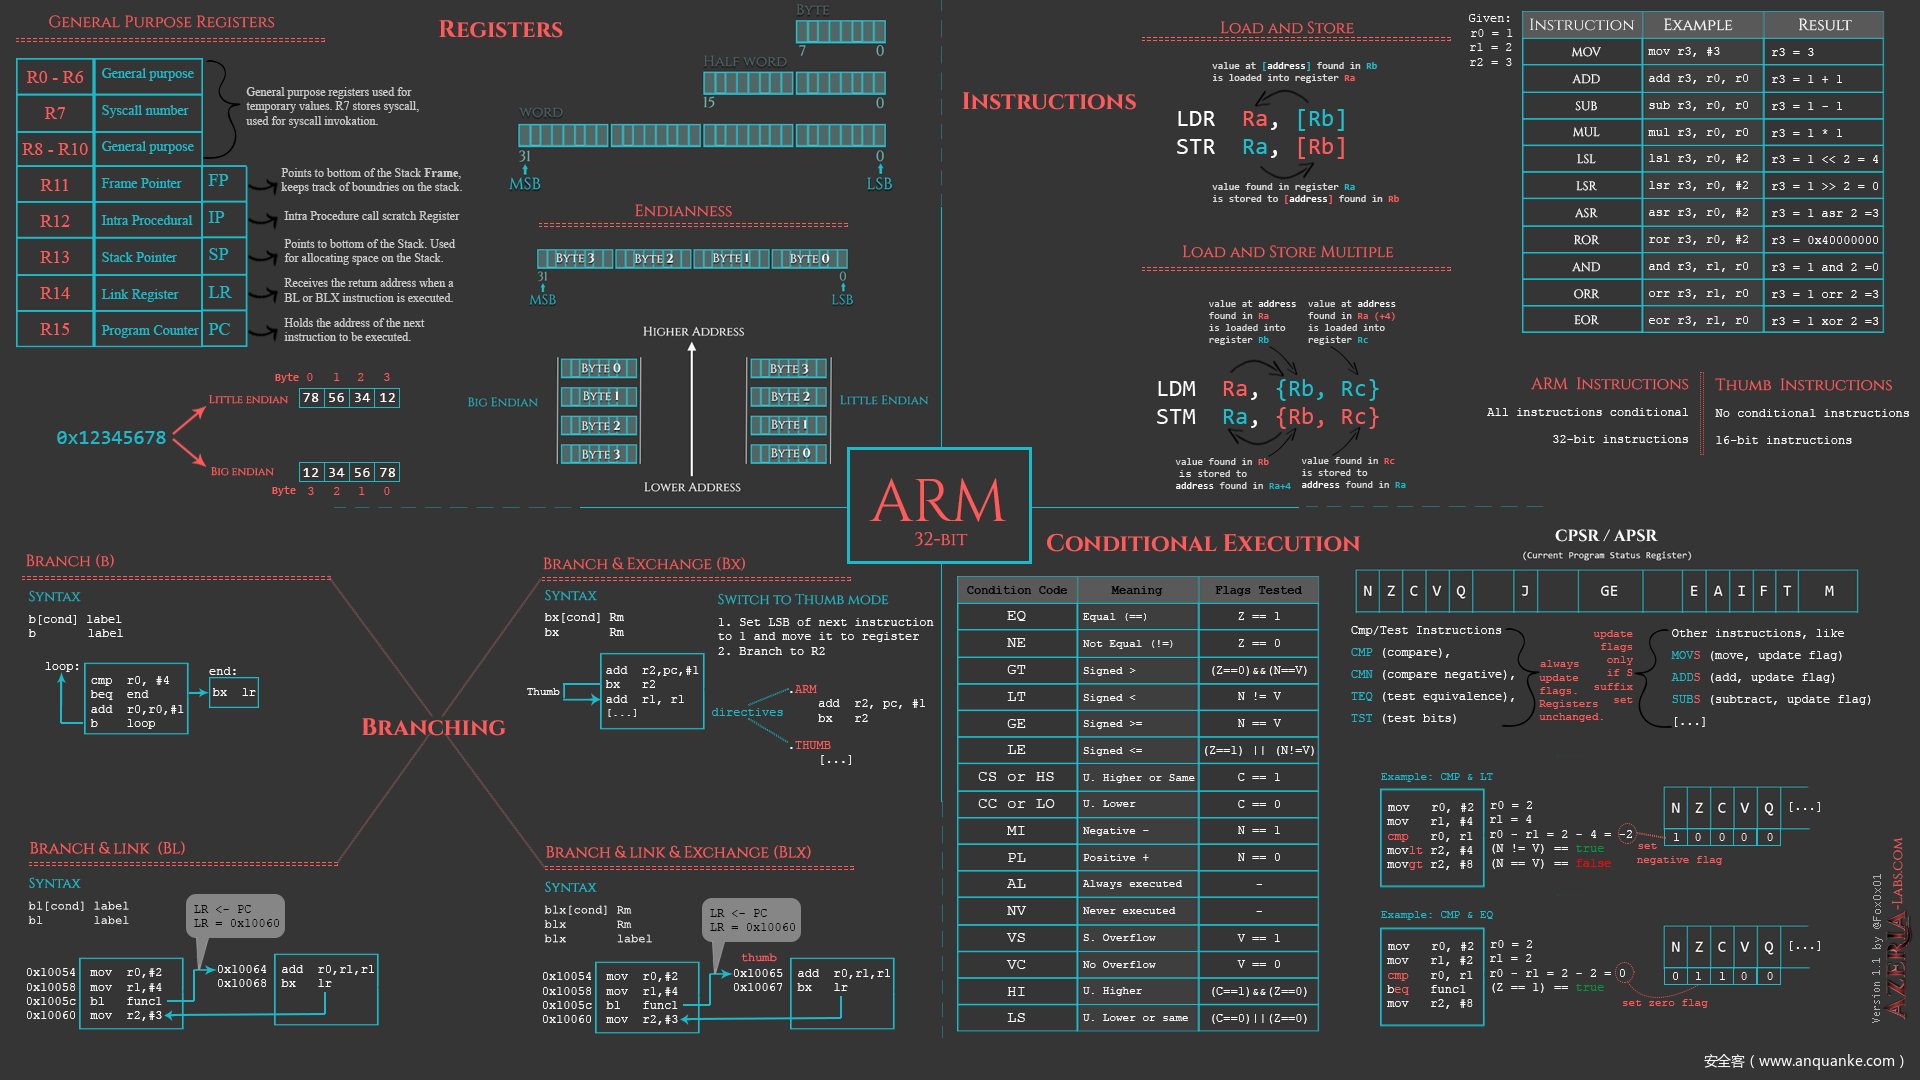 REGISTERS
GENERAL PURPOSE REGISTERS
R0 - R6 General purpose
R7 Syscall number
R8 - R10 General purpose
R11 Frame Pointer FP
R12 Intra Procedural IP
R13 Stack Pointer SP
R14 Link Register LR
R15 Program Counter PC
General purpose registers used for
temporary values. R7 stores syscall,
used for syscall invokation.
Points to bottom of the Stack Frame,
keeps track of boundries on the stack.
Intra Procedure call scratch Register
Points to bottom of the Stack. Used
for allocating space on the Stack.
Receives the return address when a
BL or BLX instruction is executed.
Holds the address of the next
instruction to be executed.
BYTE
7 0
HALF WORD
15 0
WORD
31 0
MSB LSB
ENDIANNESS
BYTE 3 BYTE 2 BYTE 1 BYTE 0
31 0
MSB LSB
HIGHER ADDRESS
BIG ENDIAN
BYTE 0
BYTE 1
BYTE 2
BYTE 3
LITTLE ENDIAN
BYTE 3
BYTE 2
BYTE 1
BYTE 0
LOWER ADDRESS
0x12345678
Byte 0 1 2 3
LITTLE ENDIAN 78 56 34 12
BIG ENDIAN 12 34 56 78
Byte 3 2 1 0
INSTRUCTIONS
LOAD AND STORE
value at [address] found in Rb
is loaded into register Ra
LDR Ra, [Rb]
STR Ra, [Rb]
value found in register Ra
is stored to [address] found in Rb
LOAD AND STORE MULTIPLE
value at address
found in Ra
is loaded into
register Rb
value at address
found in Ra (+4)
is loaded into
register Rc
LDM Ra, {Rb, Rc}
STM Ra, {Rb, Rc}
value found in Rb
is stored to
address found in Ra+4
value found in Rc
is stored to
address found in Ra
Given:
r0 = 1
r1 = 2
r2 = 3
INSTRUCTION EXAMPLE RESULT
MOV mov r3, #3 r3 = 3
ADD add r3, r0, r0 r3 = 1 + 1
SUB sub r3, r0, r0 r3 = 1 - 1
MUL mul r3, r0, r0 r3 = 1 * 1
LSL lsl r3, r0, #2 r3 = 1 << 2 = 4
LSR lsr r3, r0, #2 r3 = 1 >> 2 = 0
ASR asr r3, r0, #2 r3 = 1 asr 2 =3
ROR ror r3, r0, #2 r3 = 0x40000000
AND and r3, r1, r0 r3 = 1 and 2 =0
ORR orr r3, r1, r0 r3 = 1 orr 2 =3
EOR eor r3, r1, r0 r3 = 1 xor 2 =3
ARM INSTRUCTIONS
All instructions conditional
32-bit instructions
THUMB INSTRUCTIONS
No conditional instructions
16-bit instructions
ARM
32-BIT
BRANCHING
BRANCH (B)
SYNTAX
b[cond] label
b label
loop:
cmp r0, #4
beq end
add r0,r0,#1
b loop
end:
bx lr
BRANCH & EXCHANGE (BX)
SYNTAX
bx[cond] Rm
bx Rm
Thumb
add r2,pc,#1
bx r2
add r1, r1
[...]
SWITCH TO THUMB MODE
1. Set LSB of next instruction
to 1 and move it to register
2. Branch to R2
directives
.ARM
add r2, pc, #1
bx r2
.THUMB
[...]
BRANCH & LINK (BL)
SYNTAX
bl[cond] label
bl label
LR <- PC
LR = 0x10060
0x10054 mov r0,#2
0x10058 mov r1,#4
0x1005c bl func1
0x10060 mov r2,#3
0x10064 add r0,r1,r1
0x10068 bx lr
BRANCH & LINK & EXCHANGE (BLX)
SYNTAX
blx[cond] Rm
blx Rm
blx label
LR <- PC
LR = 0x10060
0x10054 mov r0,#2
0x10058 mov r1,#4
0x1005c bl func1
0x10060 mov r2,#3
thumb
0x10065 add r0,r1,r1
0x10067 bx lr
CONDITIONAL EXECUTION
Condition Code Meaning Flags Tested
EQ Equal (==) Z == 1
NE Not Equal (!=) Z == 0
GT Signed > (Z==0)&&(N==V)
LT Signed < N != V
GE Signed >= N == V
LE Signed <= (Z==1) || (N!=V)
CS or HS U. Higher or Same C == 1
CC or LO U. Lower C == 0
MI Negative - N == 1
PL Positive + N == 0
AL Always executed -
NV Never executed -
VS S. Overflow V == 1
VC No Overflow V == 0
HI U. Higher (C==1)&&(Z==0)
LS U. Lower or same (C==0)||(Z==0)
CPSR / APSR
(Current Program Status Register)
N Z C V Q J GE E A I F T M
Cmp/Test Instructions
CMP (compare),
CMN (compare negative),
TEQ (test equivalence),
TST (test bits)
always
update
flags.
Registers
unchanged.
update
flags
only
if S
suffix
set
Other instructions, like
MOVS (move, update flag)
ADDS (add, update flag)
SUBS (subtract, update flag)
[...]
Example: CMP & LT
mov r0, #2
mov r1, #4
cmp r0, r1
movlt r2, #4
movgt r2, #8
r0 = 2
r1 = 4
r0 - r1 = 2 - 4 = -2
(N != V) == true
(N == V) == false
set
negative flag
N Z C V Q [...]
1 0 0 0 0
Example: CMP & EQ
mov r0, #2
mov r1, #2
cmp r0, r1
beq func1
mov r2, #8
r0 = 2
r1 = 2
r0 - r1 = 2 - 2 = 0
(Z == 1) == true
set zero flag
N Z C V Q [...]
0 1 1 0 0
Version 1.1 by @Fox0x01
AZERIA-LABS.COM
安全客（www.anquanke.com）